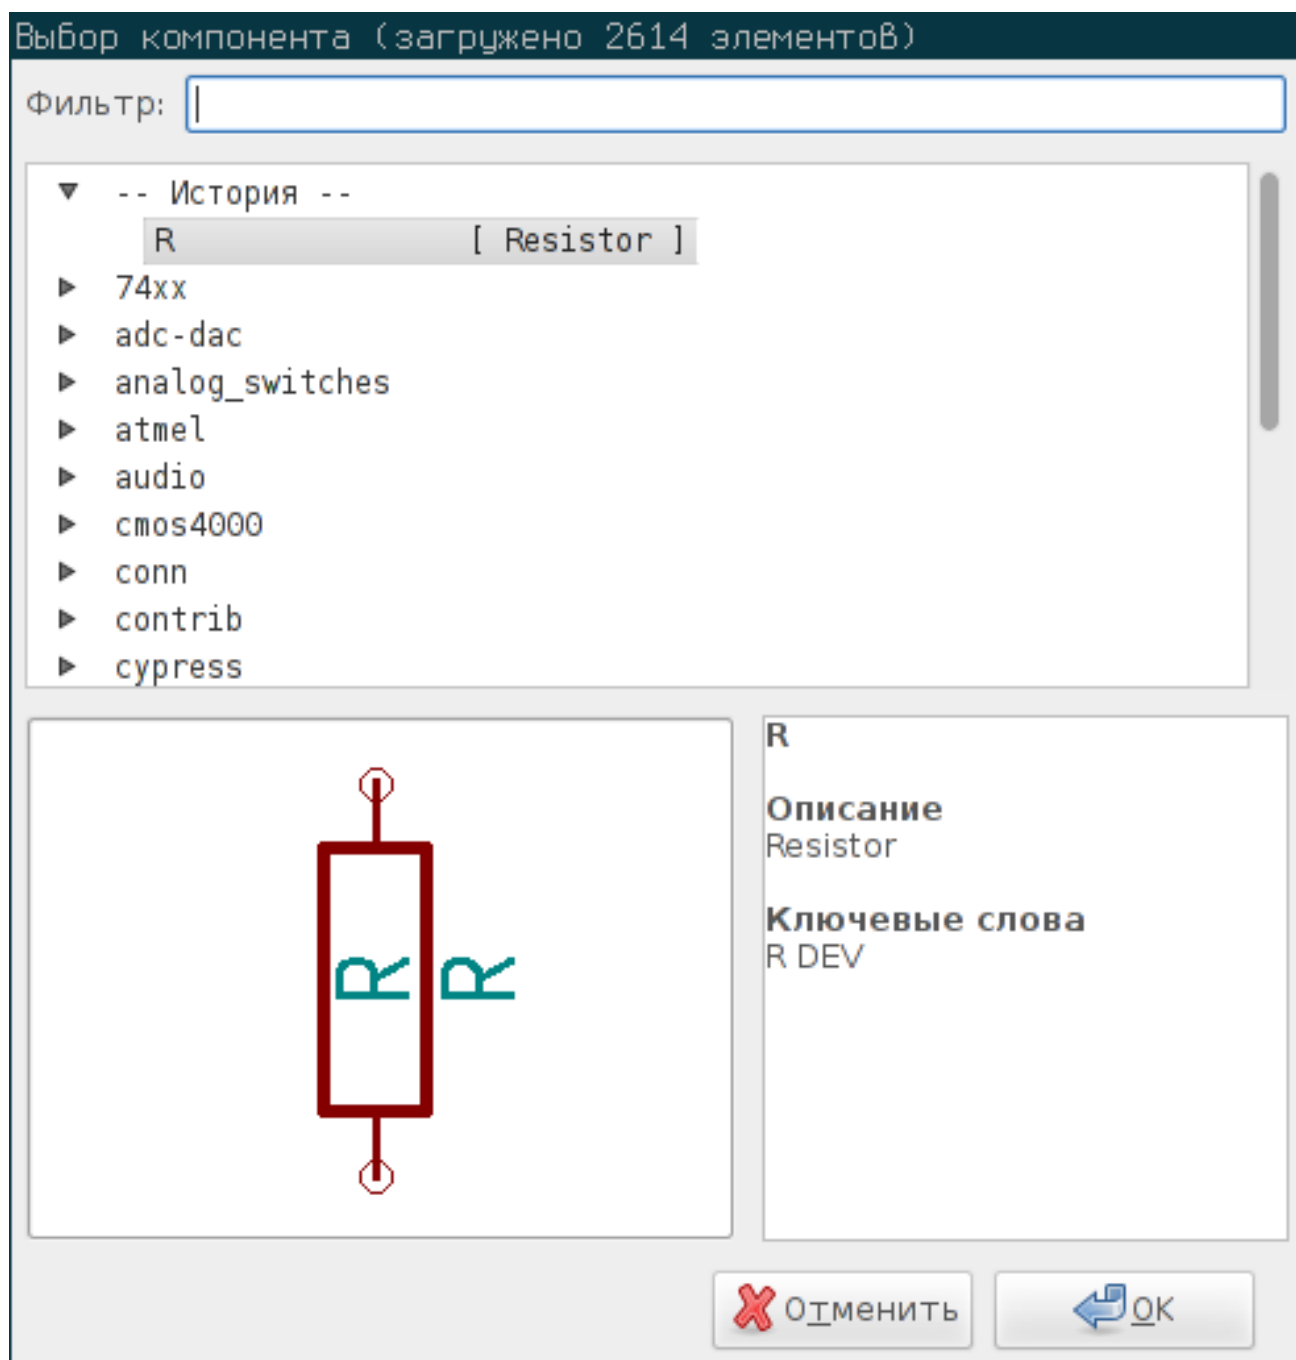 Выбор компонента (загружено 2614 элементов)
Фильтр:
-- История --
R [ Resistor ]
74xx
adc-dac
analog_switches
atmel
audio
cmos4000
conn
contrib
cypress
R
R
R
Описание
Resistor
Ключевые слова
R DEV
Отменить
OK